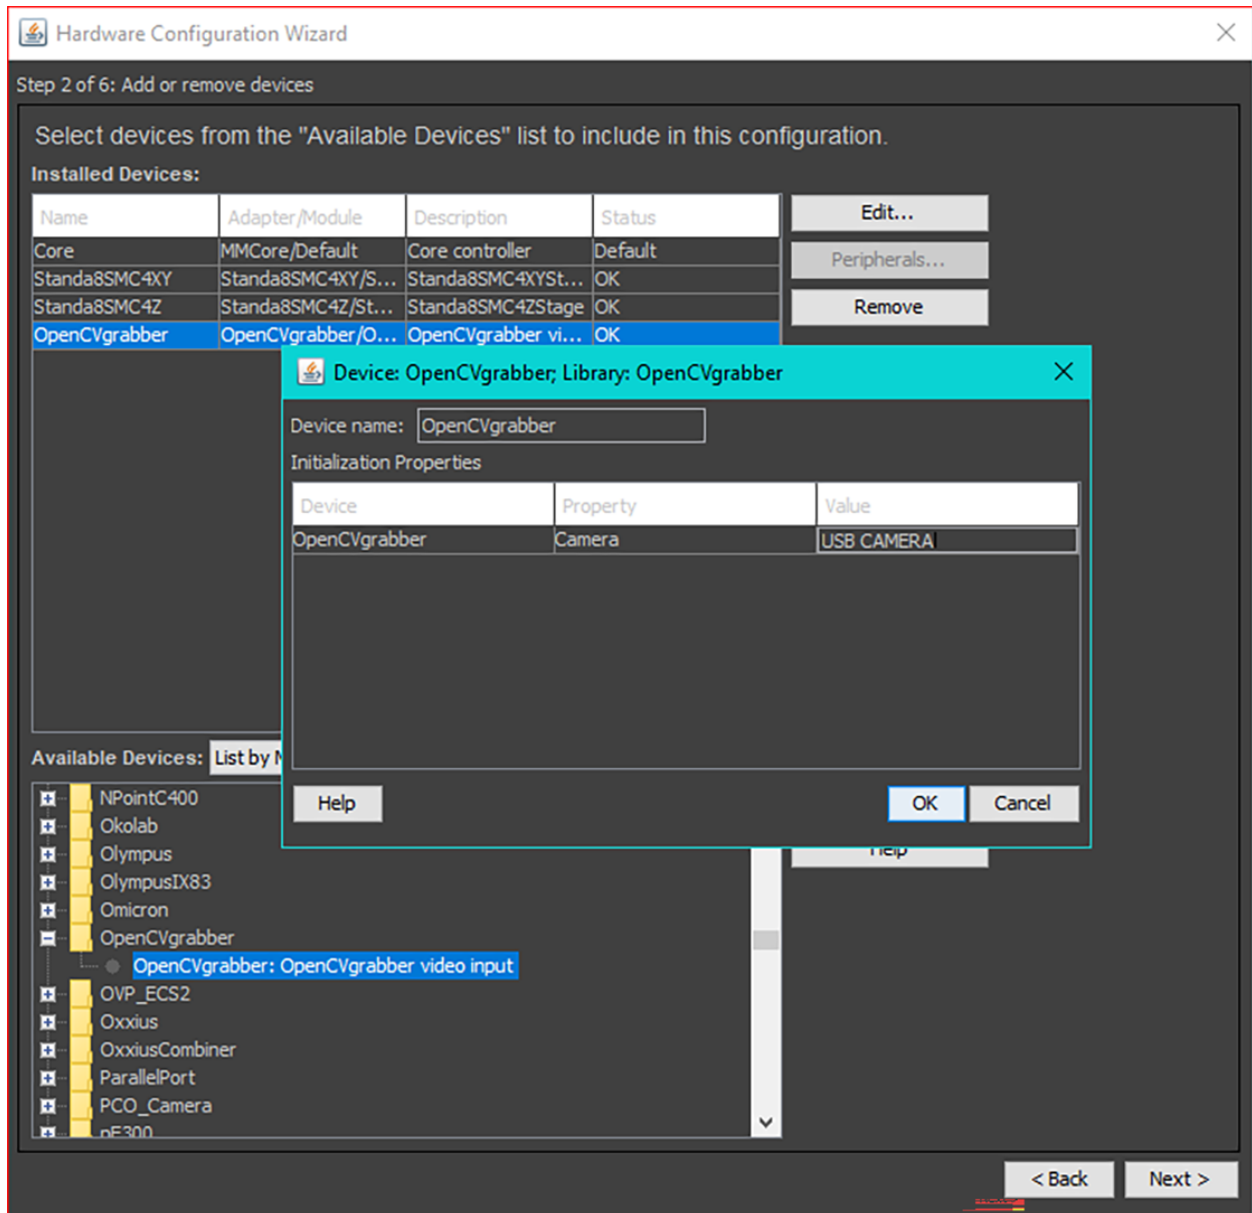 Hardware Configuration Wizard
Step 2 of 6: Add or remove devices
Select devices from the "Available Devices" list to include in this configuration.
Installed Devices:
Name Adapter/Module Description Status
Core MMCore/Default Core controller Default
Standa8SMC4XY Standa8SMC4XY/S... Standa8SMC4XYSt... OK
Standa8SMC4Z Standa8SMC4Z/St... Standa8SMC4ZStage OK
OpenCVgrabber OpenCVgrabber/O... OpenCVgrabber vi... OK
Edit...
Peripherals...
Remove
Device: OpenCVgrabber; Library: OpenCVgrabber
Device name: OpenCVgrabber
Initialization Properties
Device Property Value
OpenCVgrabber Camera USB CAMERA
Help OK Cancel
Available Devices: List by
Help
NPointC400
Okolab
Olympus
OlympusIX83
Omicron
OpenCVgrabber
OpenCVgrabber: OpenCVgrabber video input
OVP_ECS2
Oxxius
OxxiusCombiner
ParallelPort
PCO_Camera
pE300
< Back Next >